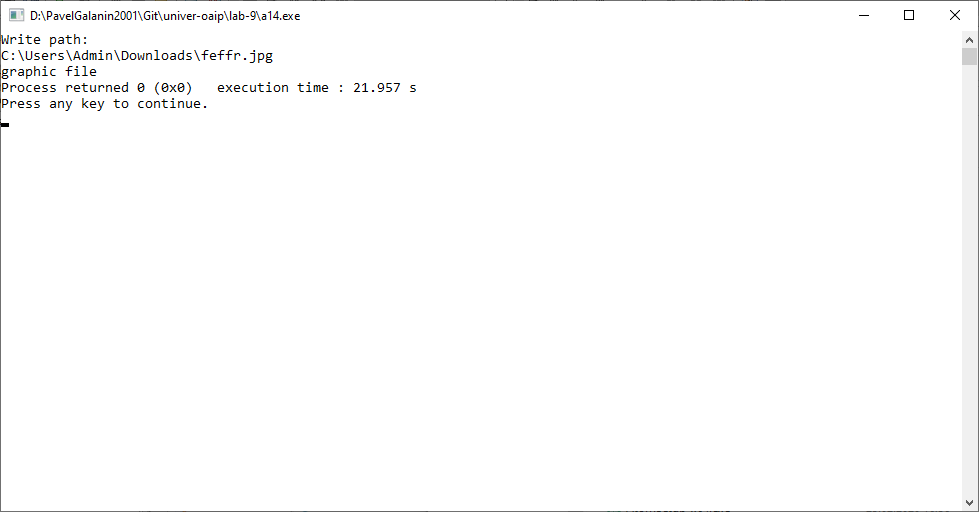 D:\PavelGalanin2001\Git\univer-oaip\lab-9\a14.exe
Write path:
C:\Users\Admin\Downloads\feffr.jpg
graphic file
Process returned 0 (0x0)   execution time : 21.957 s
Press any key to continue.